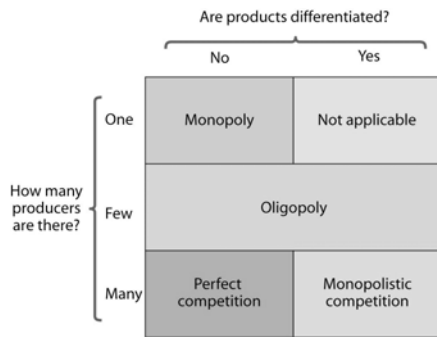 Are products differentiated?
No
Yes
One
Monopoly
Not applicable
How many
producers
are there?
Few
Oligopoly
Many
Perfect
competition
Monopolistic
competition